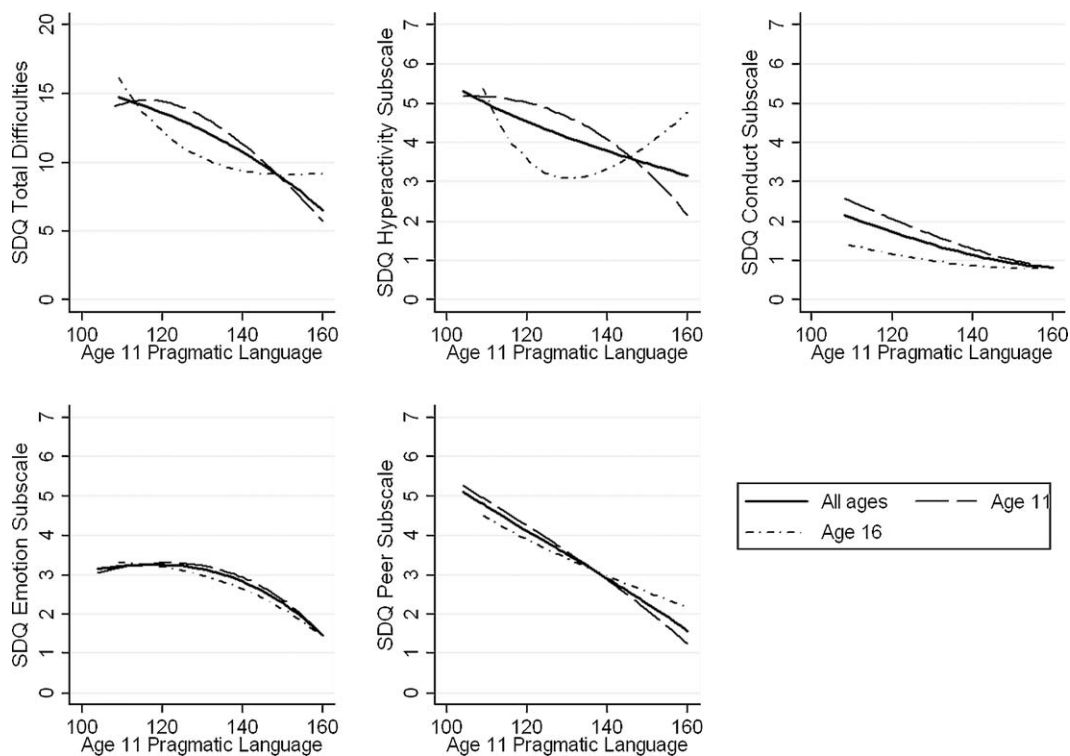 SDQ Total Difficulties
20
15
10
5
0
100 120 140 160
Age 11 Pragmatic Language
SDQ Hyperactivity Subscale
7
6
5
4
3
2
1
0
100 120 140 160
Age 11 Pragmatic Language
SDQ Conduct Subscale
7
6
5
4
3
2
1
0
100 120 140 160
Age 11 Pragmatic Language
SDQ Emotion Subscale
7
6
5
4
3
2
1
0
100 120 140 160
Age 11 Pragmatic Language
SDQ Peer Subscale
7
6
5
4
3
2
1
0
100 120 140 160
Age 11 Pragmatic Language
All ages Age 11
Age 16